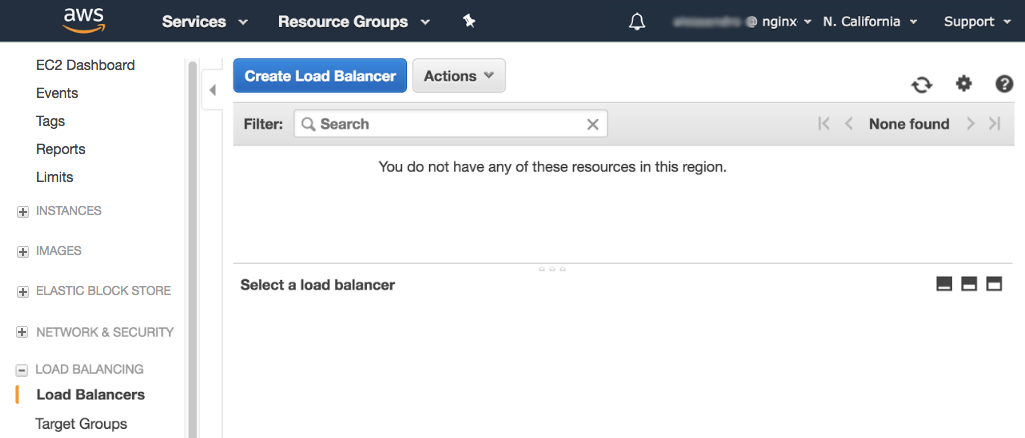 aws Services Resource Groups @ nginx N. California Support
EC2 Dashboard
Events
Tags
Reports
Limits
INSTANCES
IMAGES
ELASTIC BLOCK STORE
NETWORK & SECURITY
LOAD BALANCING
Load Balancers
Target Groups
Create Load Balancer Actions
Filter: Search None found
You do not have any of these resources in this region.
Select a load balancer